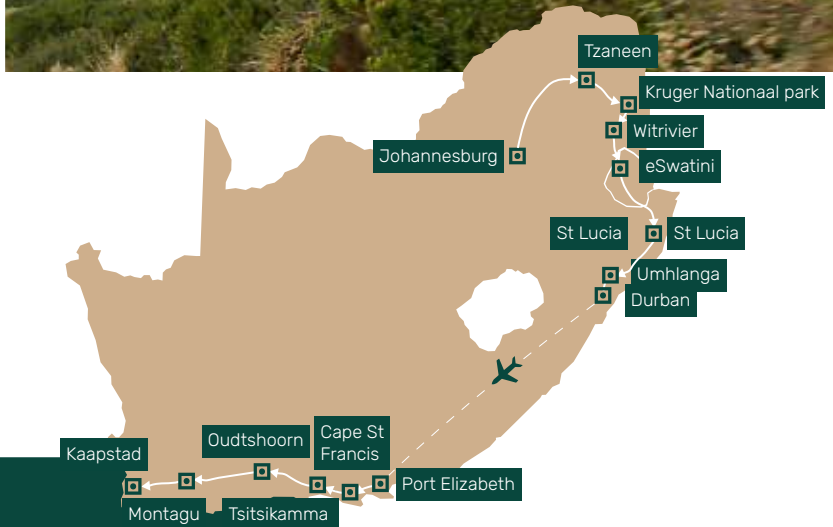 Tzaneen
Kruger Nationaal park
Witrivier
Johannesburg
eSwatini
St Lucia
St Lucia
Umhlanga
Durban
Cape St
Francis
Oudtshoorn
Kaapstad
Port Elizabeth
Montagu
Tsitsikamma